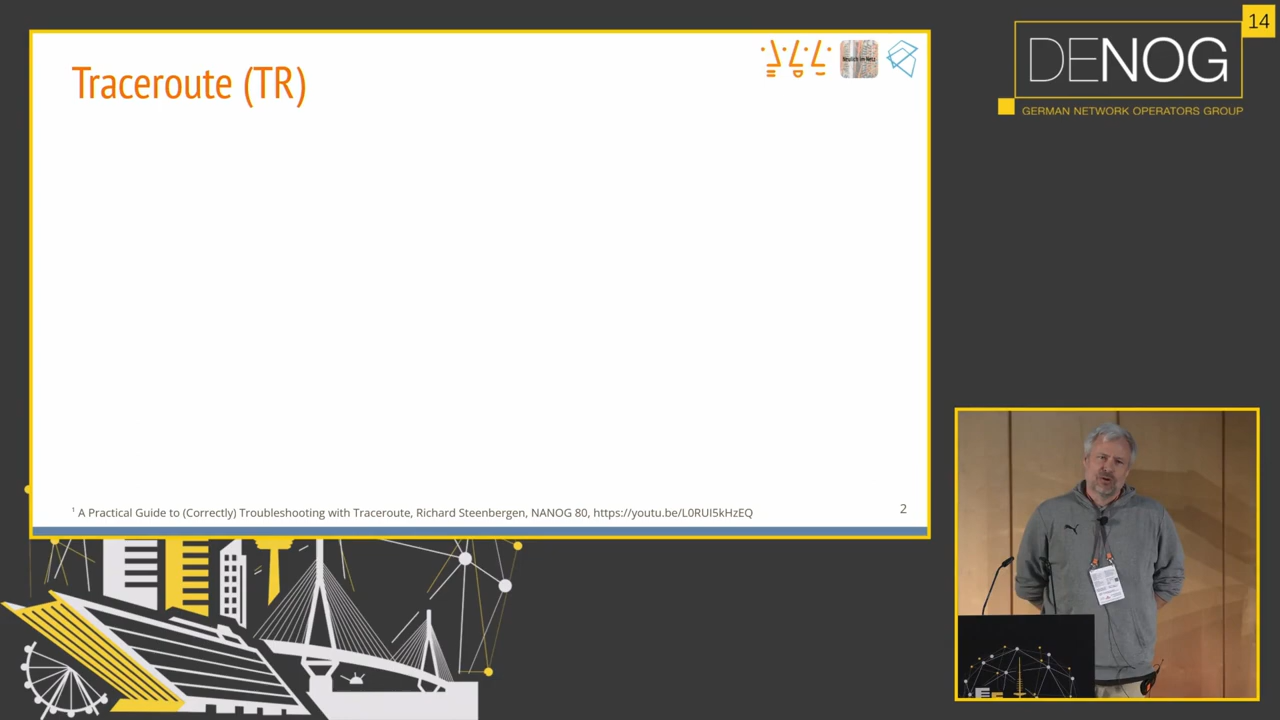 Traceroute (TR)
¹ A Practical Guide to (Correctly) Troubleshooting with Traceroute, Richard Steenbergen, NANOG 80, https://youtu.be/L0RUI5kHzEQ
2
14
DENOG
GERMAN NETWORK OPERATORS GROUP